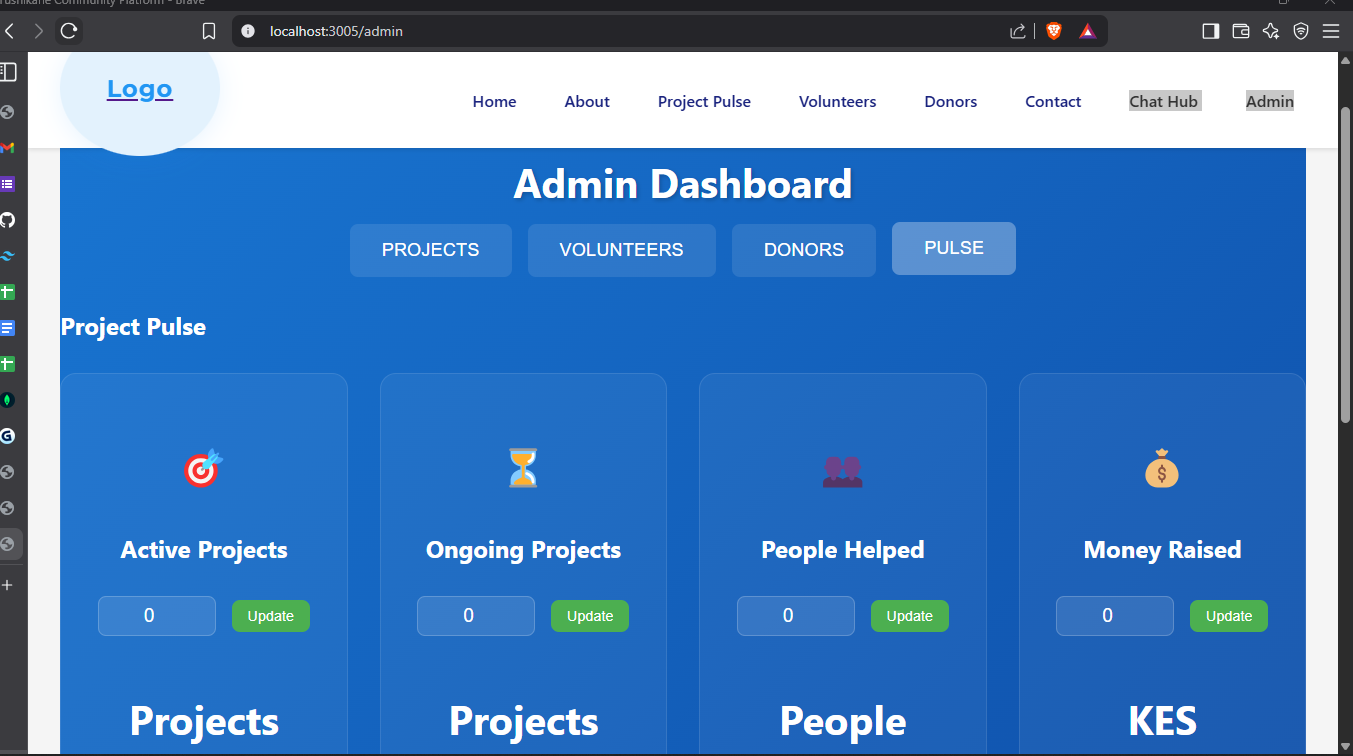 Tushikane Community Platform - Brave
localhost:3005/admin
Logo
Home About Project Pulse Volunteers Donors Contact Chat Hub Admin
Admin Dashboard
PROJECTS VOLUNTEERS DONORS PULSE
Project Pulse
Active Projects Ongoing Projects People Helped Money Raised
0 Update 0 Update 0 Update 0 Update
Projects Projects People KES